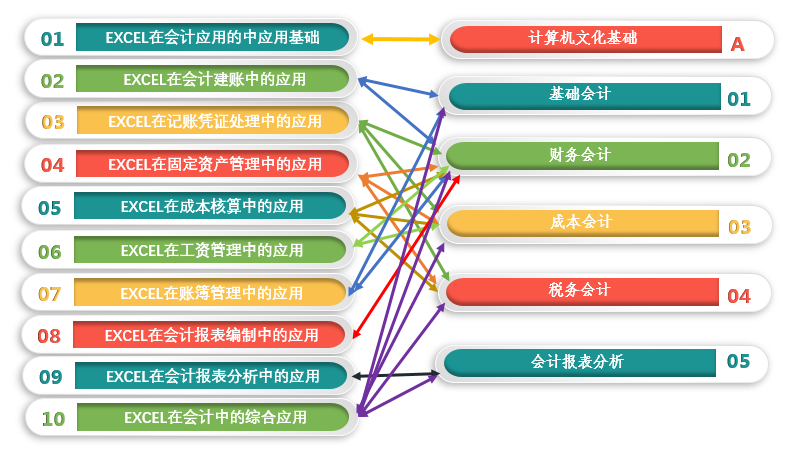 01 EXCEL在会计应用的中应用基础
02 EXCEL在会计建账中的应用
03 EXCEL在记账凭证处理中的应用
04 EXCEL在固定资产管理中的应用
05 EXCEL在成本核算中的应用
06 EXCEL在工资管理中的应用
07 EXCEL在账簿管理中的应用
08 EXCEL在会计报表编制中的应用
09 EXCEL在会计报表分析中的应用
10 EXCEL在会计中的综合应用
计算机文化基础 A
基础会计 01
财务会计 02
成本会计 03
税务会计 04
会计报表分析 05